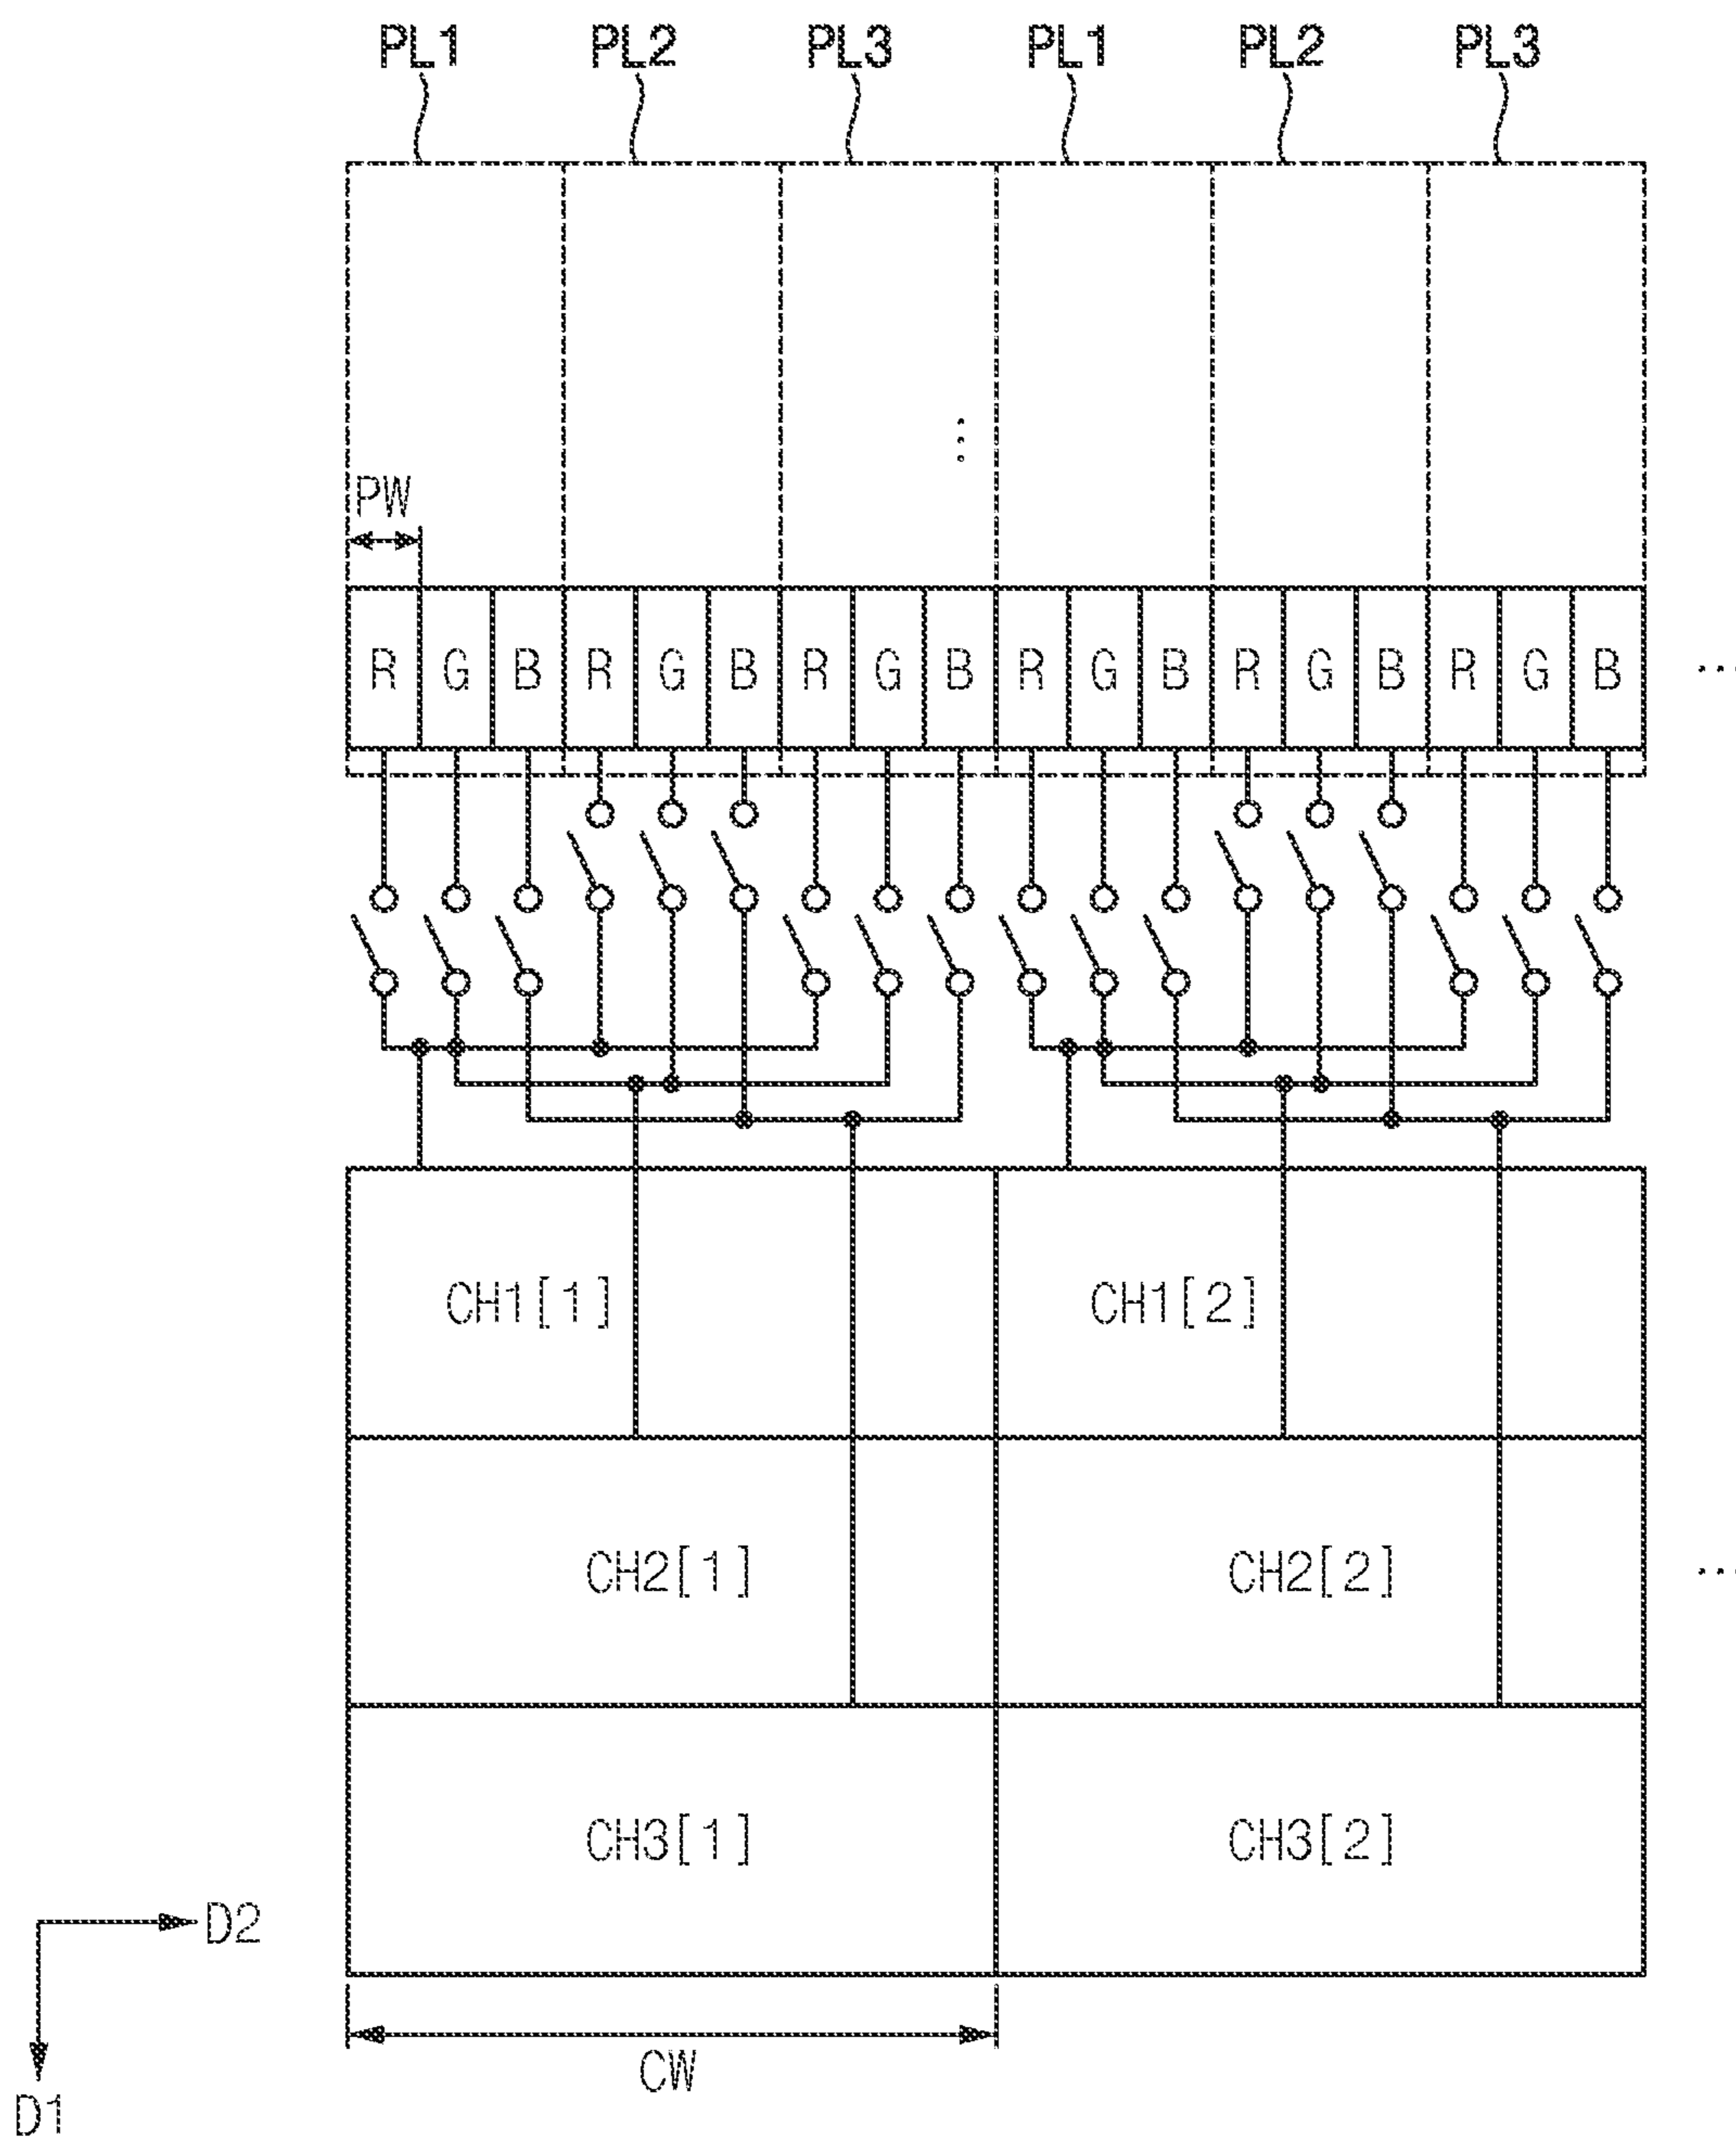 PL1 PL2 PL3 PL1 PL2 PL3
PW
R G B R G B R G B R G B R G B R G B ...
CH1[1] CH1[2]
CH2[1] CH2[2] ...
CH3[1] CH3[2]
D2
CW
D1